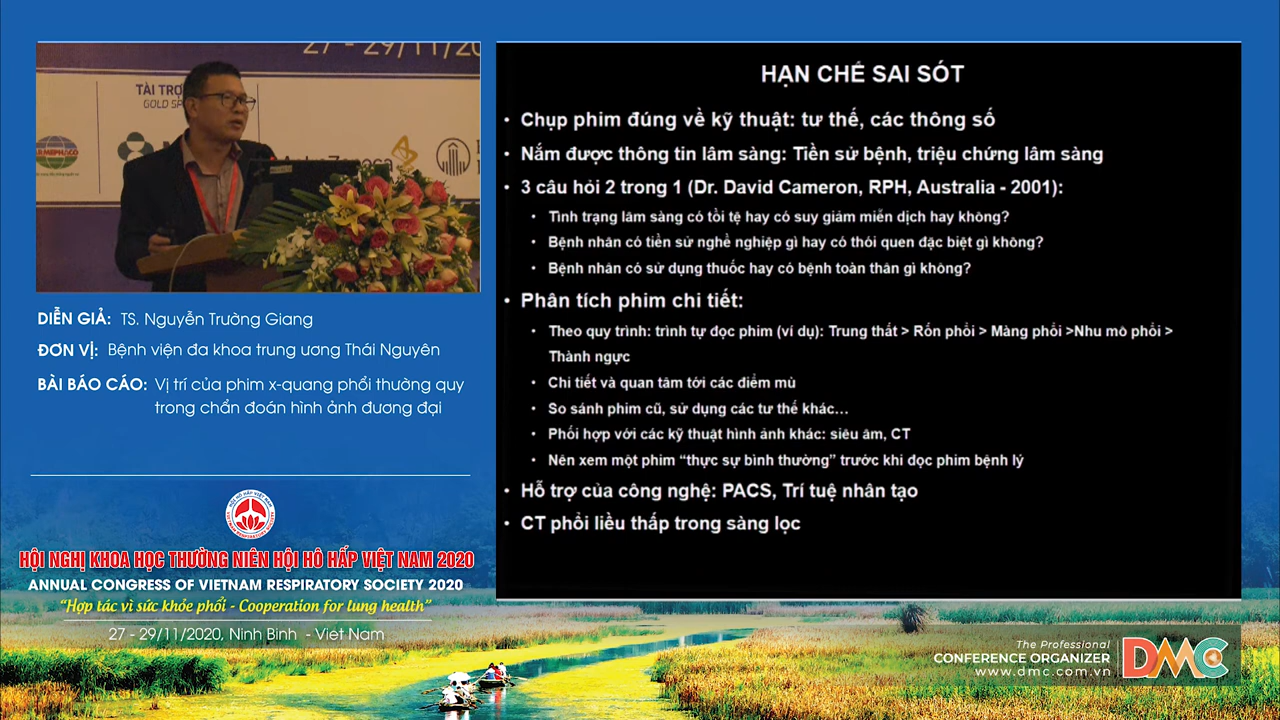 27 - 29/11/2020
TÀI TRỢ
GOLD SP
HẠN CHẾ SAI SÓT
• Chụp phim đúng về kỹ thuật: tư thế, các thông số
• Nắm được thông tin lâm sàng: Tiền sử bệnh, triệu chứng lâm sàng
• 3 câu hỏi 2 trong 1 (Dr. David Cameron, RPH, Australia - 2001):
• Tình trạng lâm sàng có tồi tệ hay có suy giảm miễn dịch hay không?
• Bệnh nhân có tiền sử nghề nghiệp gì hay có thói quen đặc biệt gì không?
• Bệnh nhân có sử dụng thuốc hay có bệnh toàn thân gì không?
• Phân tích phim chi tiết:
• Theo quy trình: trình tự đọc phim (ví dụ): Trung thất > Rốn phổi > Màng phổi >Nhu mô phổi >
Thành ngực
• Chi tiết và quan tâm tới các điểm mù
• So sánh phim cũ, sử dụng các tư thế khác...
• Phối hợp với các kỹ thuật hình ảnh khác: siêu âm, CT
• Nên xem một phim “thực sự bình thường” trước khi đọc phim bệnh lý
• Hỗ trợ của công nghệ: PACS, Trí tuệ nhân tạo
• CT phổi liều thấp trong sàng lọc
DIỄN GIẢ: TS. Nguyễn Trường Giang
ĐƠN VỊ: Bệnh viện đa khoa trung ương Thái Nguyên
BÀI BÁO CÁO: Vị trí của phim x-quang phổi thường quy
trong chẩn đoán hình ảnh đương đại
HỘI NGHỊ KHOA HỌC THƯỜNG NIÊN HỘI HÔ HẤP VIỆT NAM 2020
ANNUAL CONGRESS OF VIETNAM RESPIRATORY SOCIETY 2020
“Hợp tác vì sức khỏe phổi - Cooperation for lung health”
27 - 29/11/2020, Ninh Binh - Viet Nam
The Professional
CONFERENCE ORGANIZER
www.dmc.com.vn
DMC